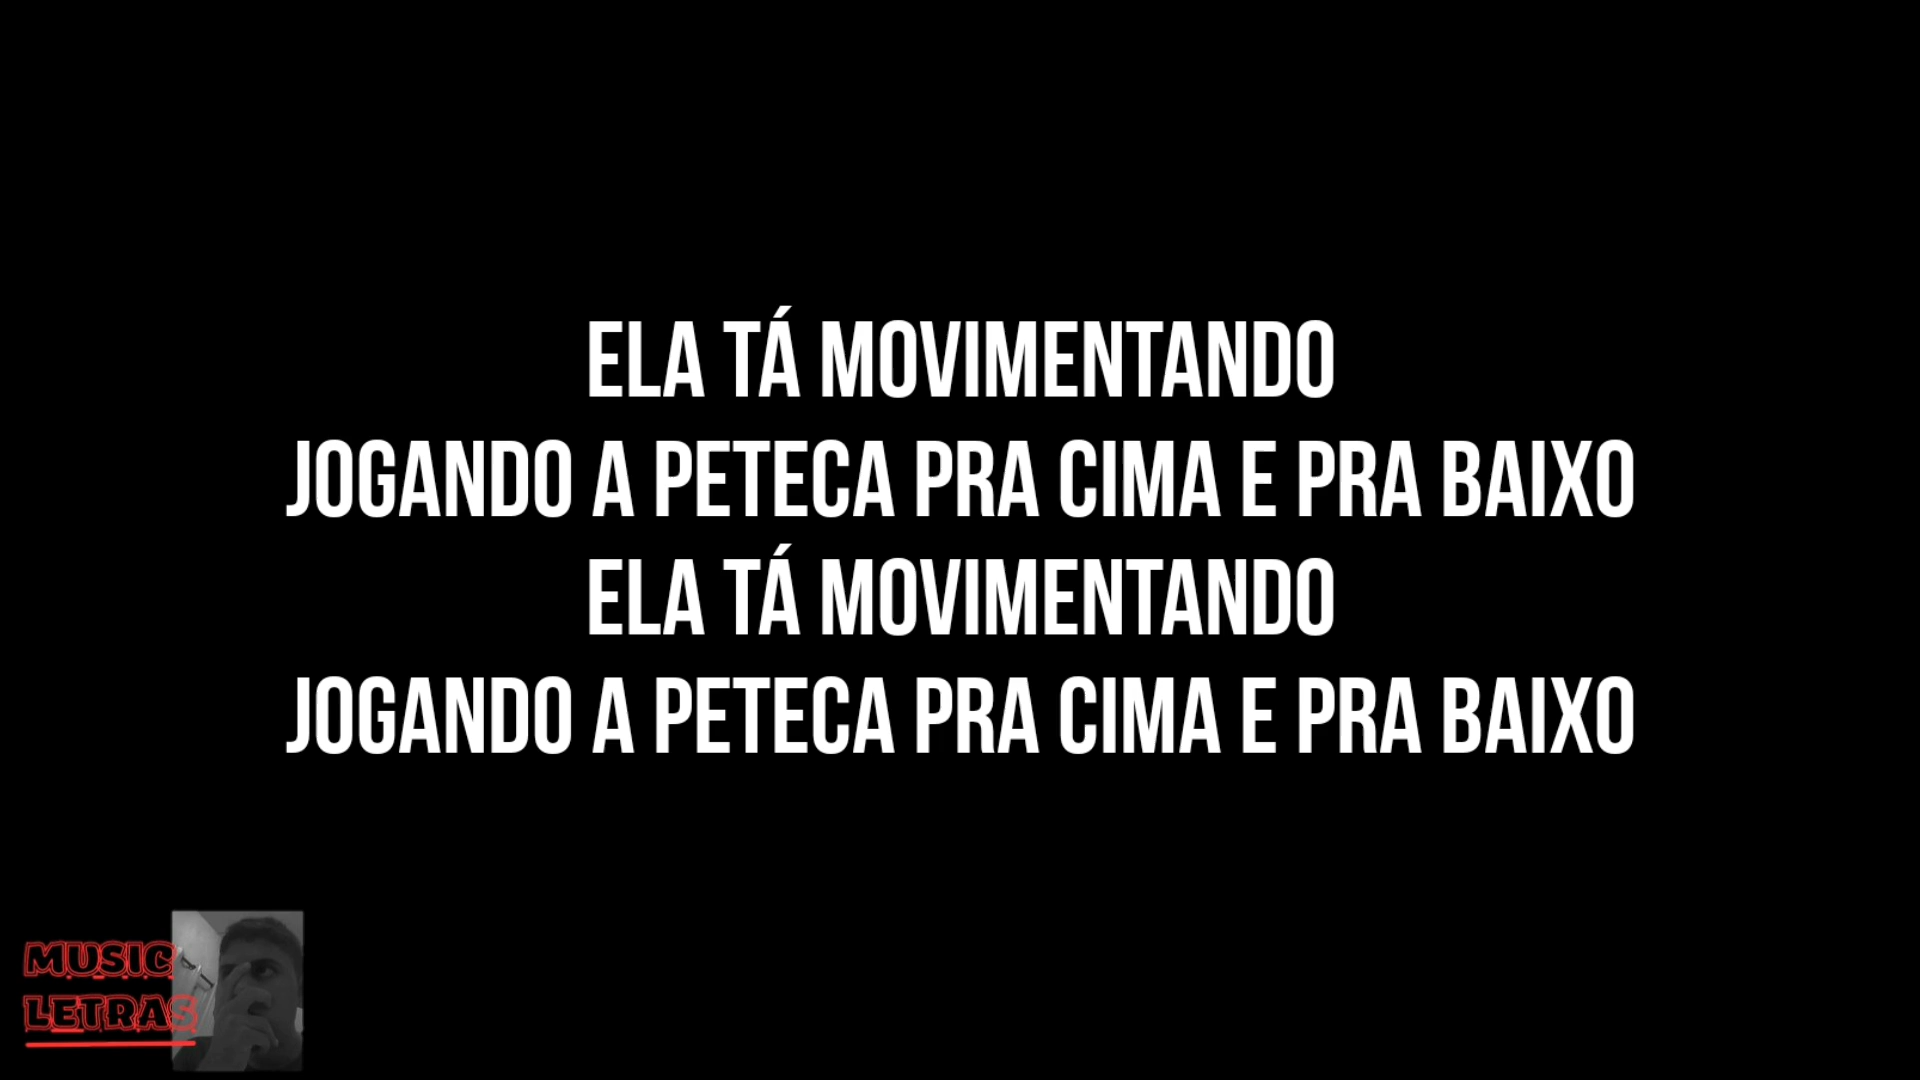 ELA TÁ MOVIMENTANDO
JOGANDO A PETECA PRA CIMA E PRA BAIXO
ELA TÁ MOVIMENTANDO
JOGANDO A PETECA PRA CIMA E PRA BAIXO
MUSIC
LETRAS